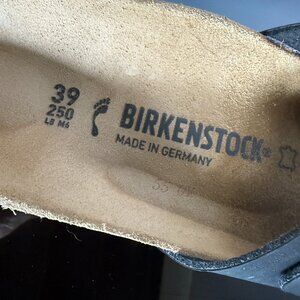 39
250
L8 M6
BIRKENSTOCK®
MADE IN GERMANY